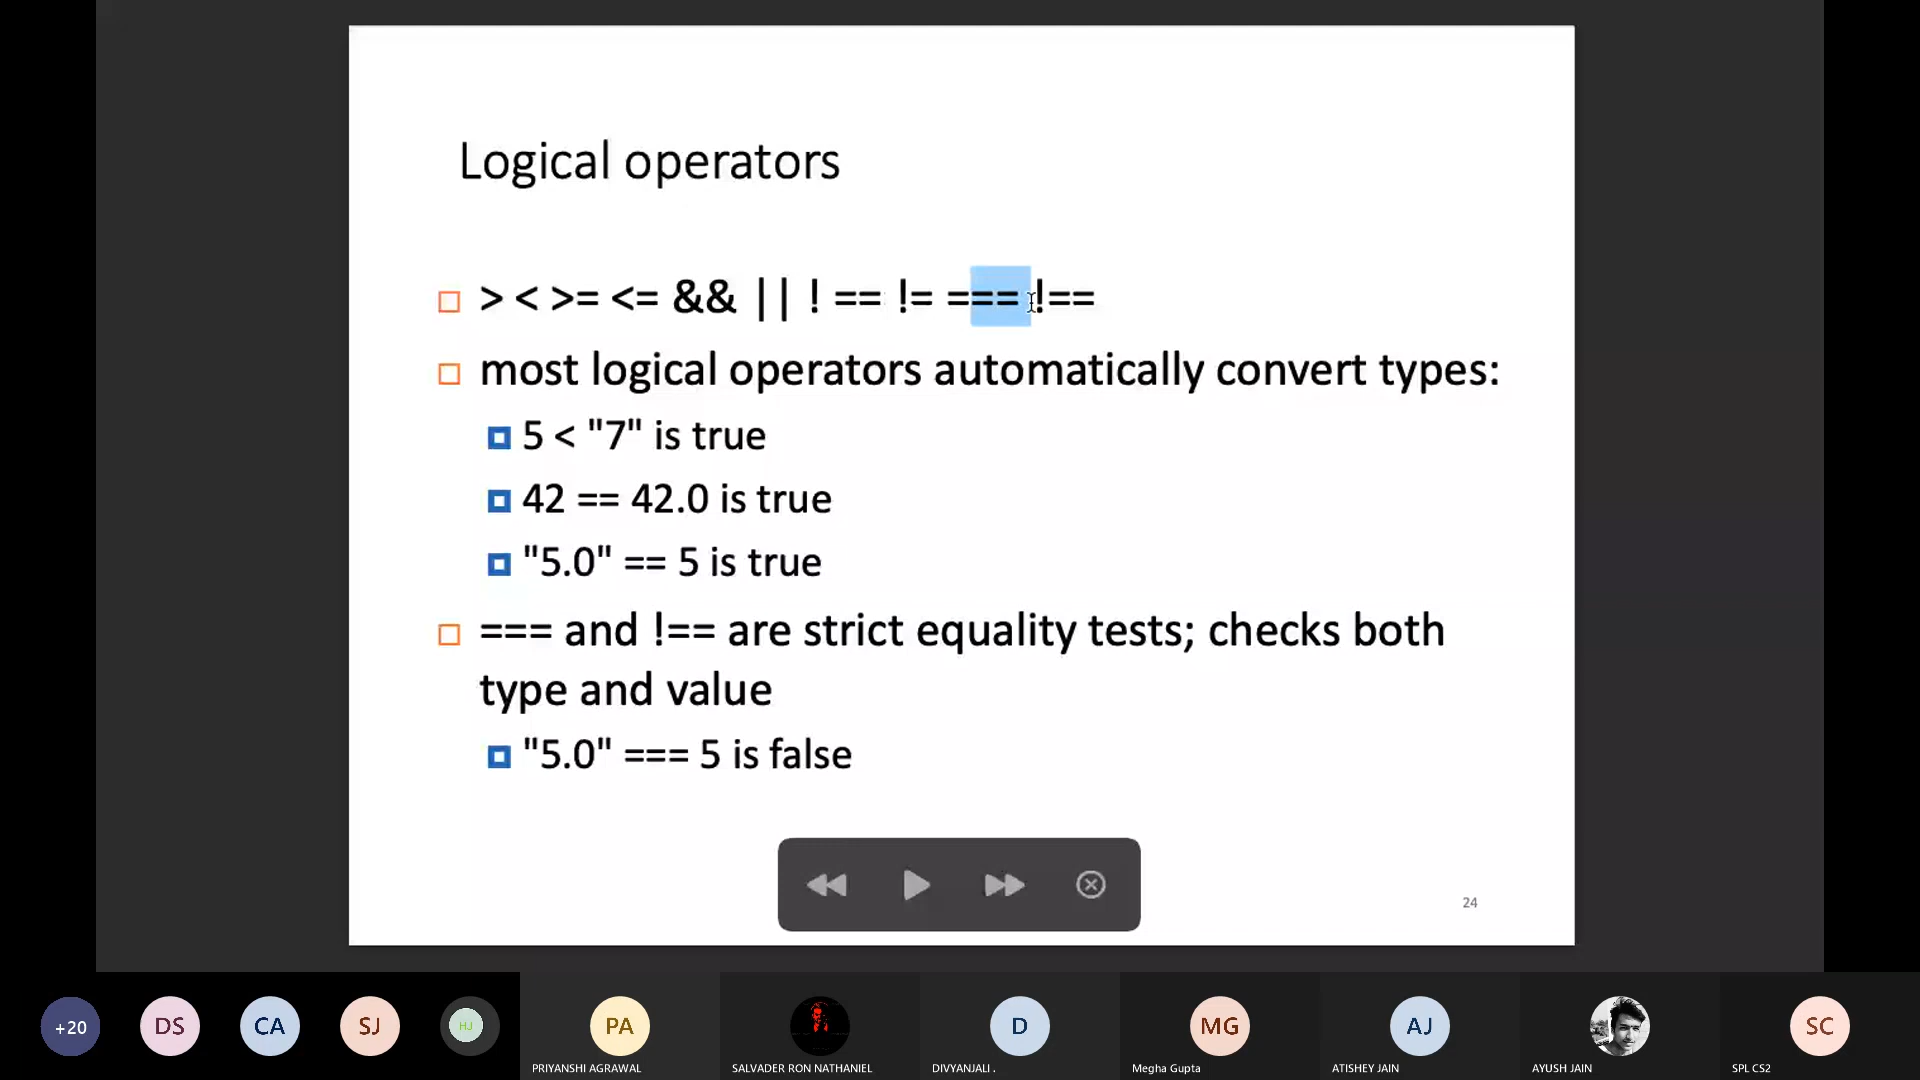 Logical operators
> < >= <= && || ! == != === !==
most logical operators automatically convert types:
5 < "7" is true
42 == 42.0 is true
"5.0" == 5 is true
=== and !== are strict equality tests; checks both
type and value
"5.0" === 5 is false
24
+20
DS
CA
SJ
HJ
PA
D
MG
AJ
SC
PRIYANSHI AGRAWAL
SALVADER RON NATHANIEL
DIVYANJALI .
Megha Gupta
ATISHEY JAIN
AYUSH JAIN
SPL CS2